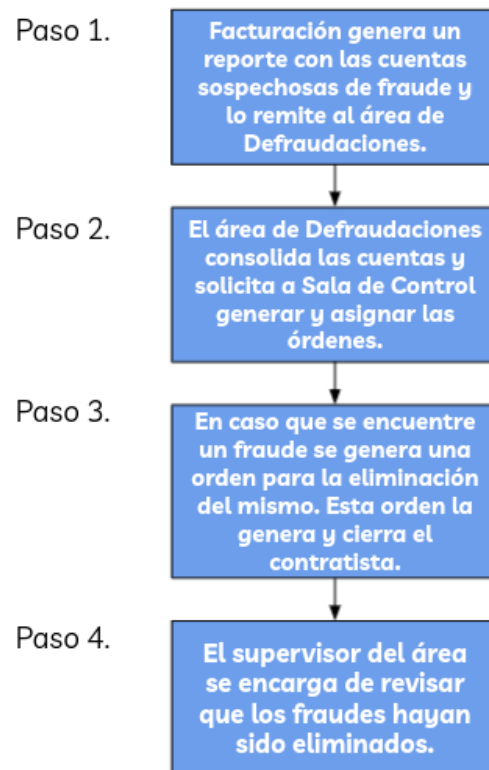 Paso 1.
Facturación genera un
reporte con las cuentas
sospechosas de fraude y
lo remite al área de
Defraudaciones.
Paso 2.
El área de Defraudaciones
consolida las cuentas y
solicita a Sala de Control
generar y asignar las
órdenes.
Paso 3.
En caso que se encuentre
un fraude se genera una
orden para la eliminación
del mismo. Esta orden la
genera y cierra el
contratista.
Paso 4.
El supervisor del área
se encarga de revisar
que los fraudes hayan
sido eliminados.